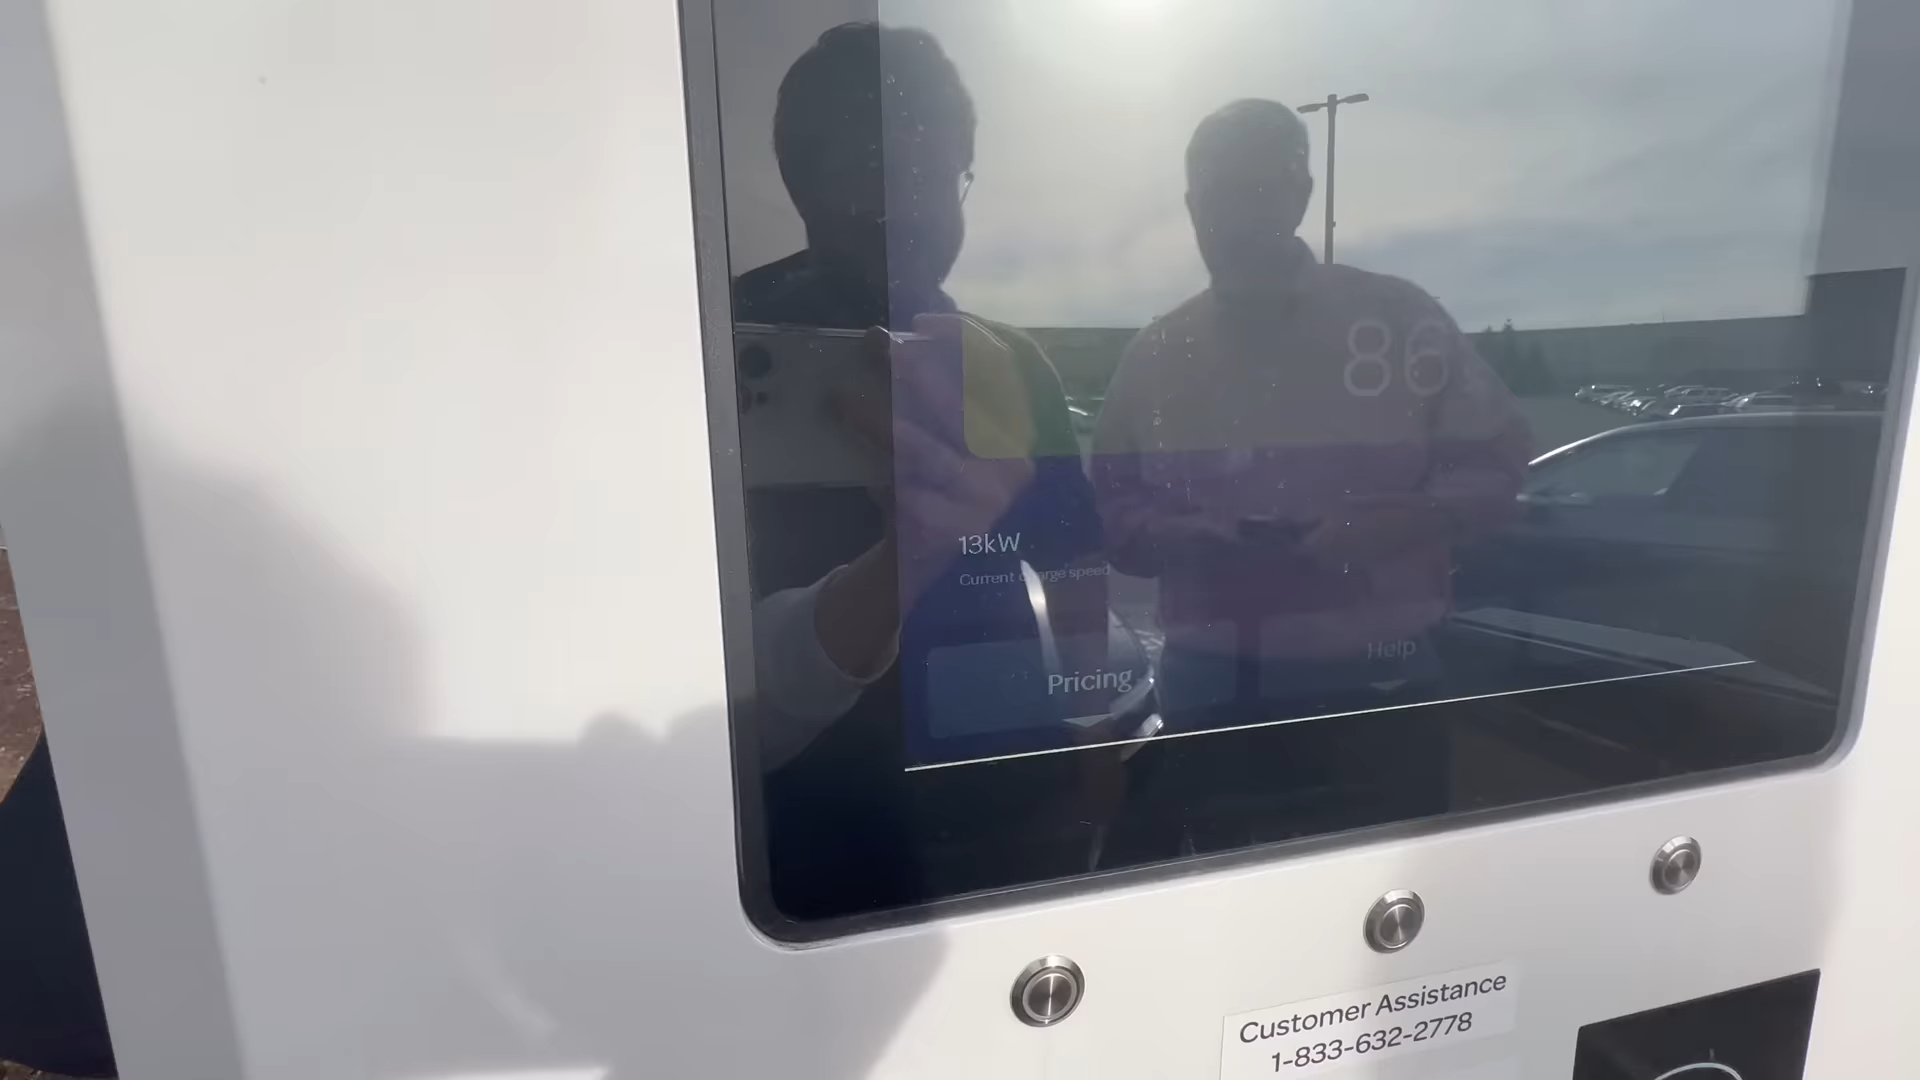 86
13kW
Current charge speed
Pricing
Help
Customer Assistance
1-833-632-2778